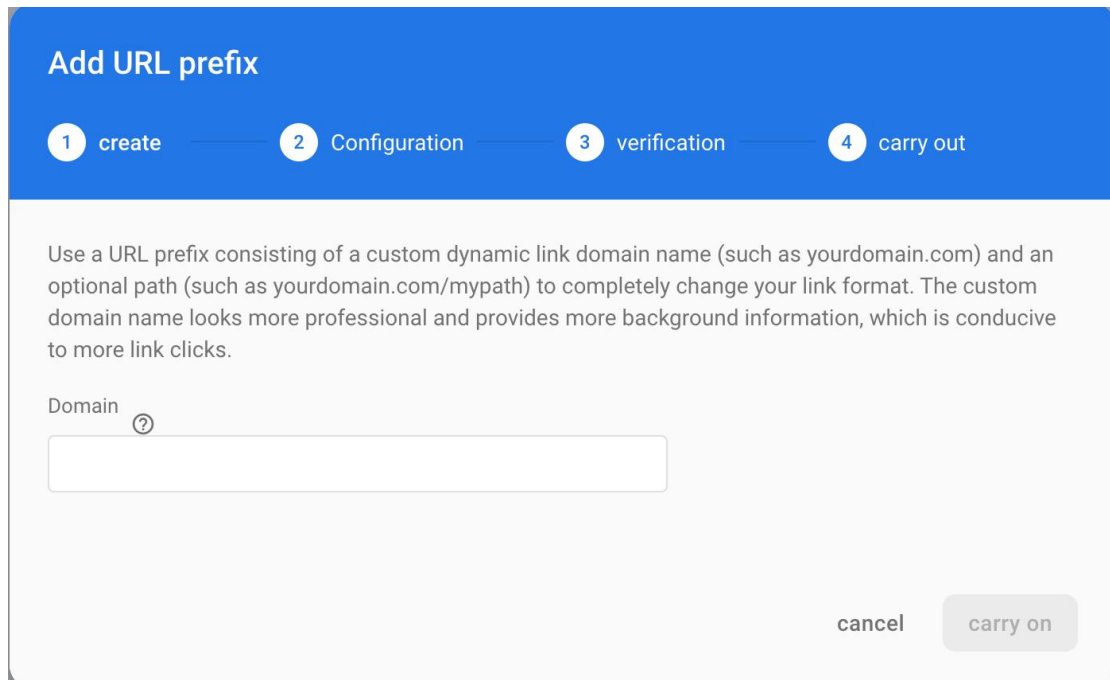 Add URL prefix
1 create 2 Configuration 3 verification 4 carry out
Use a URL prefix consisting of a custom dynamic link domain name (such as yourdomain.com) and an
optional path (such as yourdomain.com/mypath) to completely change your link format. The custom
domain name looks more professional and provides more background information, which is conducive
to more link clicks.
Domain ?
cancel carry on